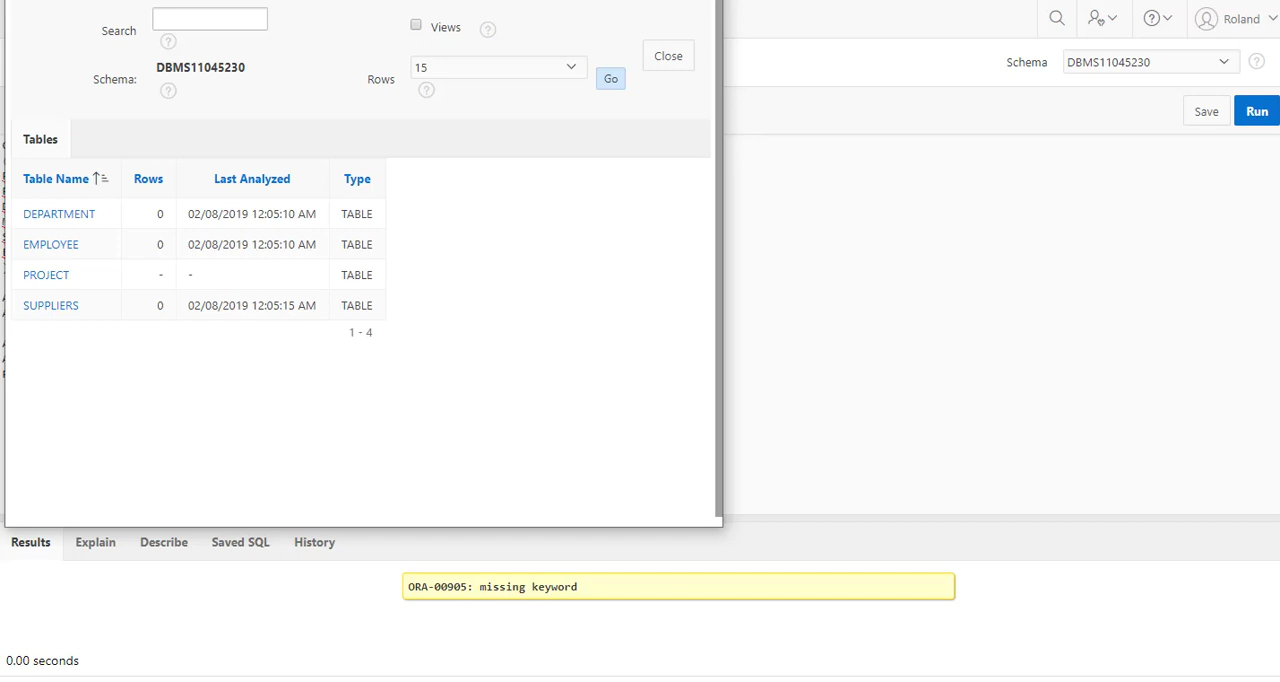 Search
Views
?
?
Roland
Schema: DBMS11045230
?
Rows 15
?
Go
Close
Schema DBMS11045230
?
Save Run
Tables
Table Name Rows Last Analyzed Type
DEPARTMENT 0 02/08/2019 12:05:10 AM TABLE
EMPLOYEE 0 02/08/2019 12:05:10 AM TABLE
PROJECT - - TABLE
SUPPLIERS 0 02/08/2019 12:05:15 AM TABLE
1 - 4
Results Explain Describe Saved SQL History
ORA-00905: missing keyword
0.00 seconds